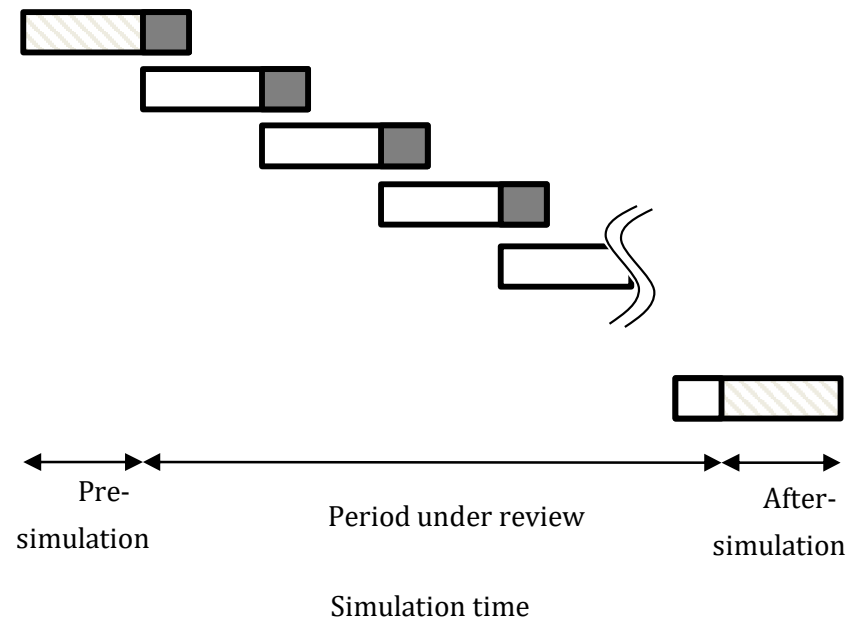 Pre-
simulation
Period under review
After-
simulation
Simulation time